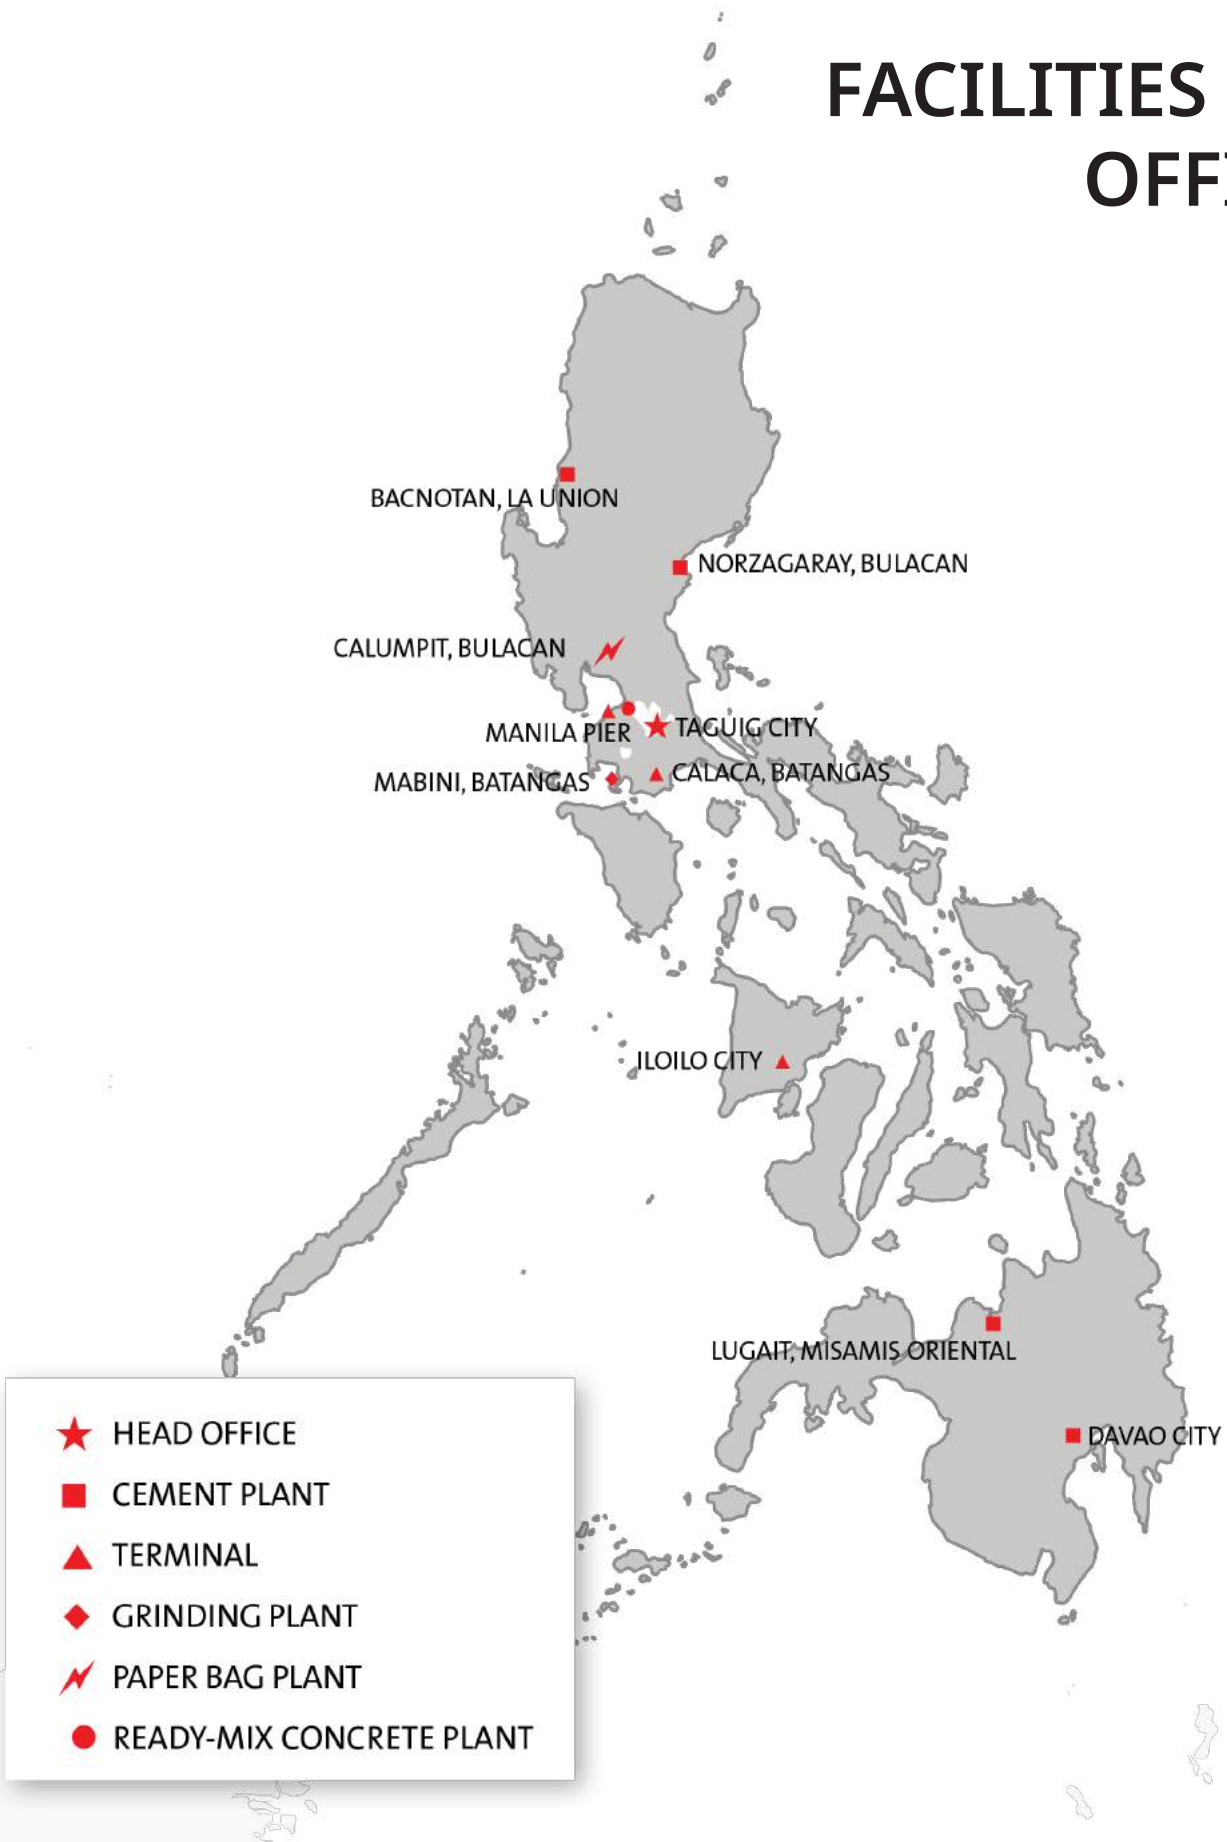 FACILITIES
OFFI
BACNOTAN, LA UNION
NORZAGARAY, BULACAN
CALUMPIT, BULACAN
MANILA PIER
TAGUIG CITY
CALACA, BATANGAS
MABINI, BATANGAS
ILOILO CITY
LUGAIT, MISAMIS ORIENTAL
DAVAO CITY
HEAD OFFICE
CEMENT PLANT
TERMINAL
GRINDING PLANT
PAPER BAG PLANT
READY-MIX CONCRETE PLANT